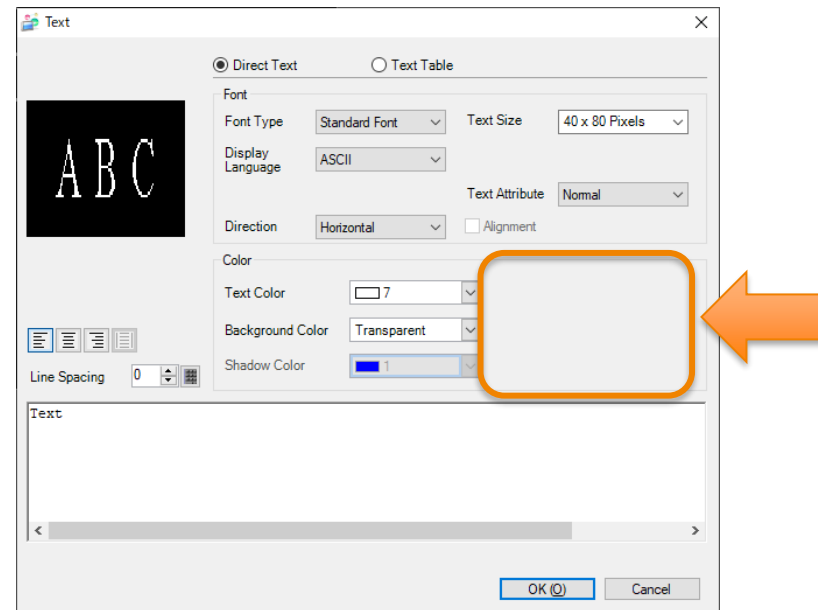 Text
Direct Text Text Table
Font
Font Type Standard Font Text Size 40 x 80 Pixels
Display Language ASCII
Text Attribute Normal
Direction Horizontal Alignment
ABC
Color
Text Color 7
Background Color Transparent
Shadow Color 1
Line Spacing 0
Text
OK (O) Cancel